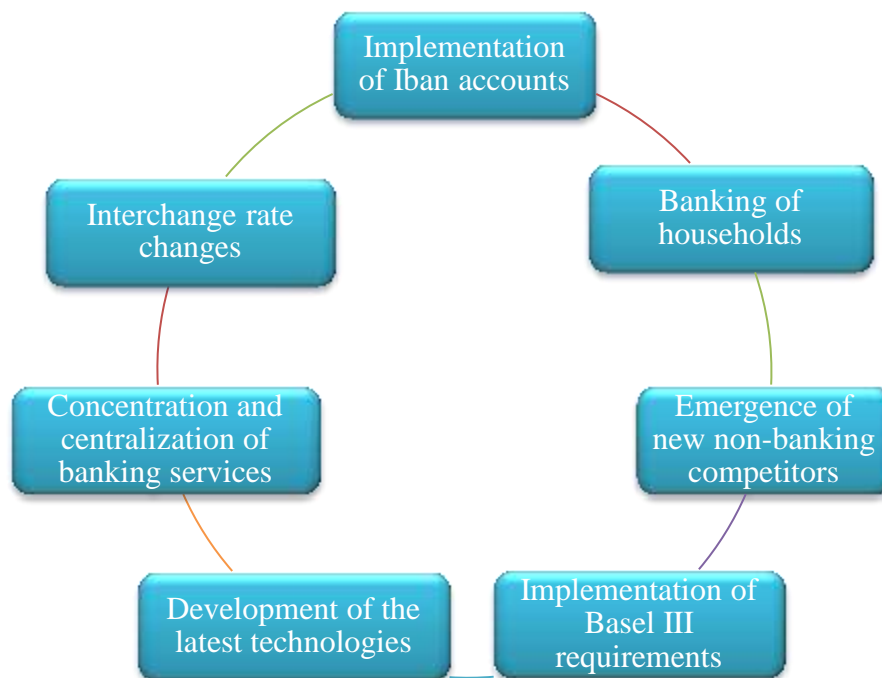 Implementation
of Iban accounts
Banking of
households
Emergence of
new non-banking
competitors
Implementation of
Basel III
requirements
Development of the
latest technologies
Concentration and
centralization of
banking services
Interchange rate
changes